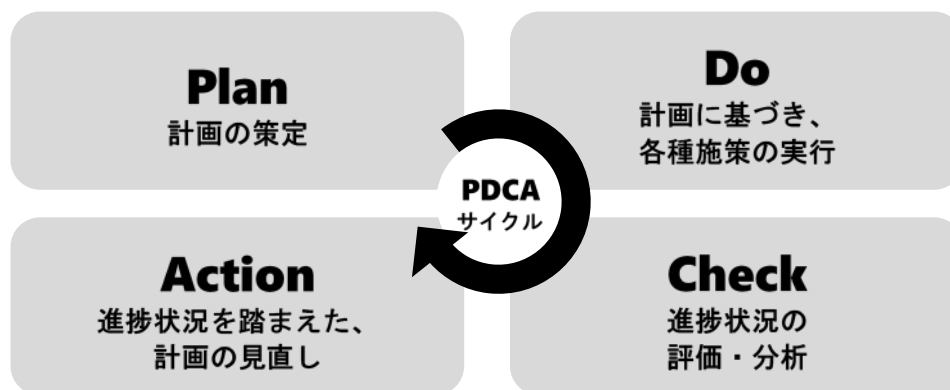 Plan
計画の策定
Do
計画に基づき、
各種施策の実行
PDCA
サイクル
Action
進捗状況を踏まえた、
計画の見直し
Check
進捗状況の
評価・分析